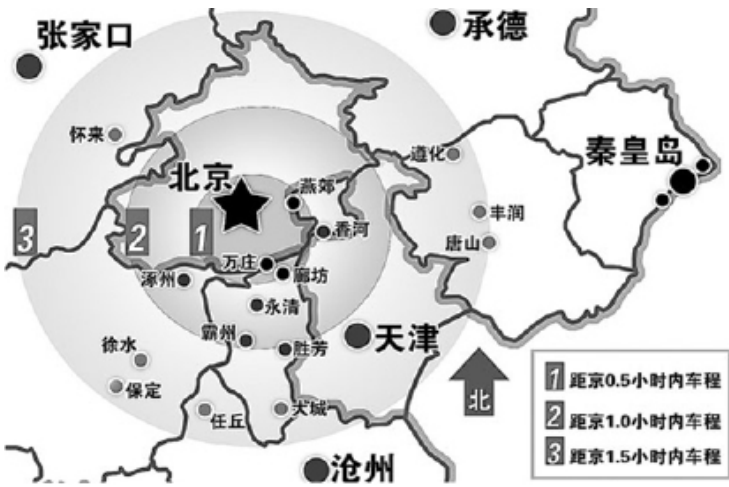 张家口
承德
怀来
遵化
秦皇岛
北京
燕郊
丰润
3
2
1
香河
唐山
万庄
廊坊
涿州
永清
霸州
天津
徐水
胜芳
保定
任丘
大城
北
沧州
1 距京0.5小时内车程
2 距京1.0小时内车程
3 距京1.5小时内车程